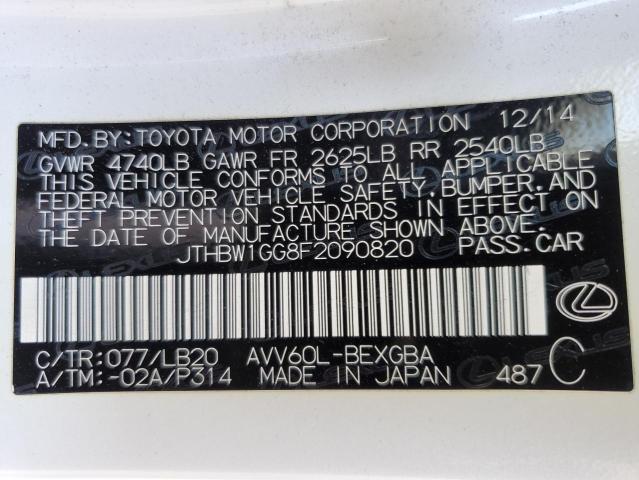 MFD.BY:TOYOTA MOTOR CORPORATION 12/14
GVWR 4740LB GAWR FR 2625LB RR 2540LB
THIS VEHICLE CONFORMS TO ALL APPLICABLE
FEDERAL MOTOR VEHICLE SAFETY,BUMPER,AND
THEFT PREVENTION STANDARDS IN EFFECT ON
THE DATE OF MANUFACTURE SHOWN ABOVE.
JTHBW1GG8F2090820 PASS.CAR
C/TR:077/LB20 AVV60L-BEXGBA
A/TM:-02A/P314 MADE IN JAPAN 487 C